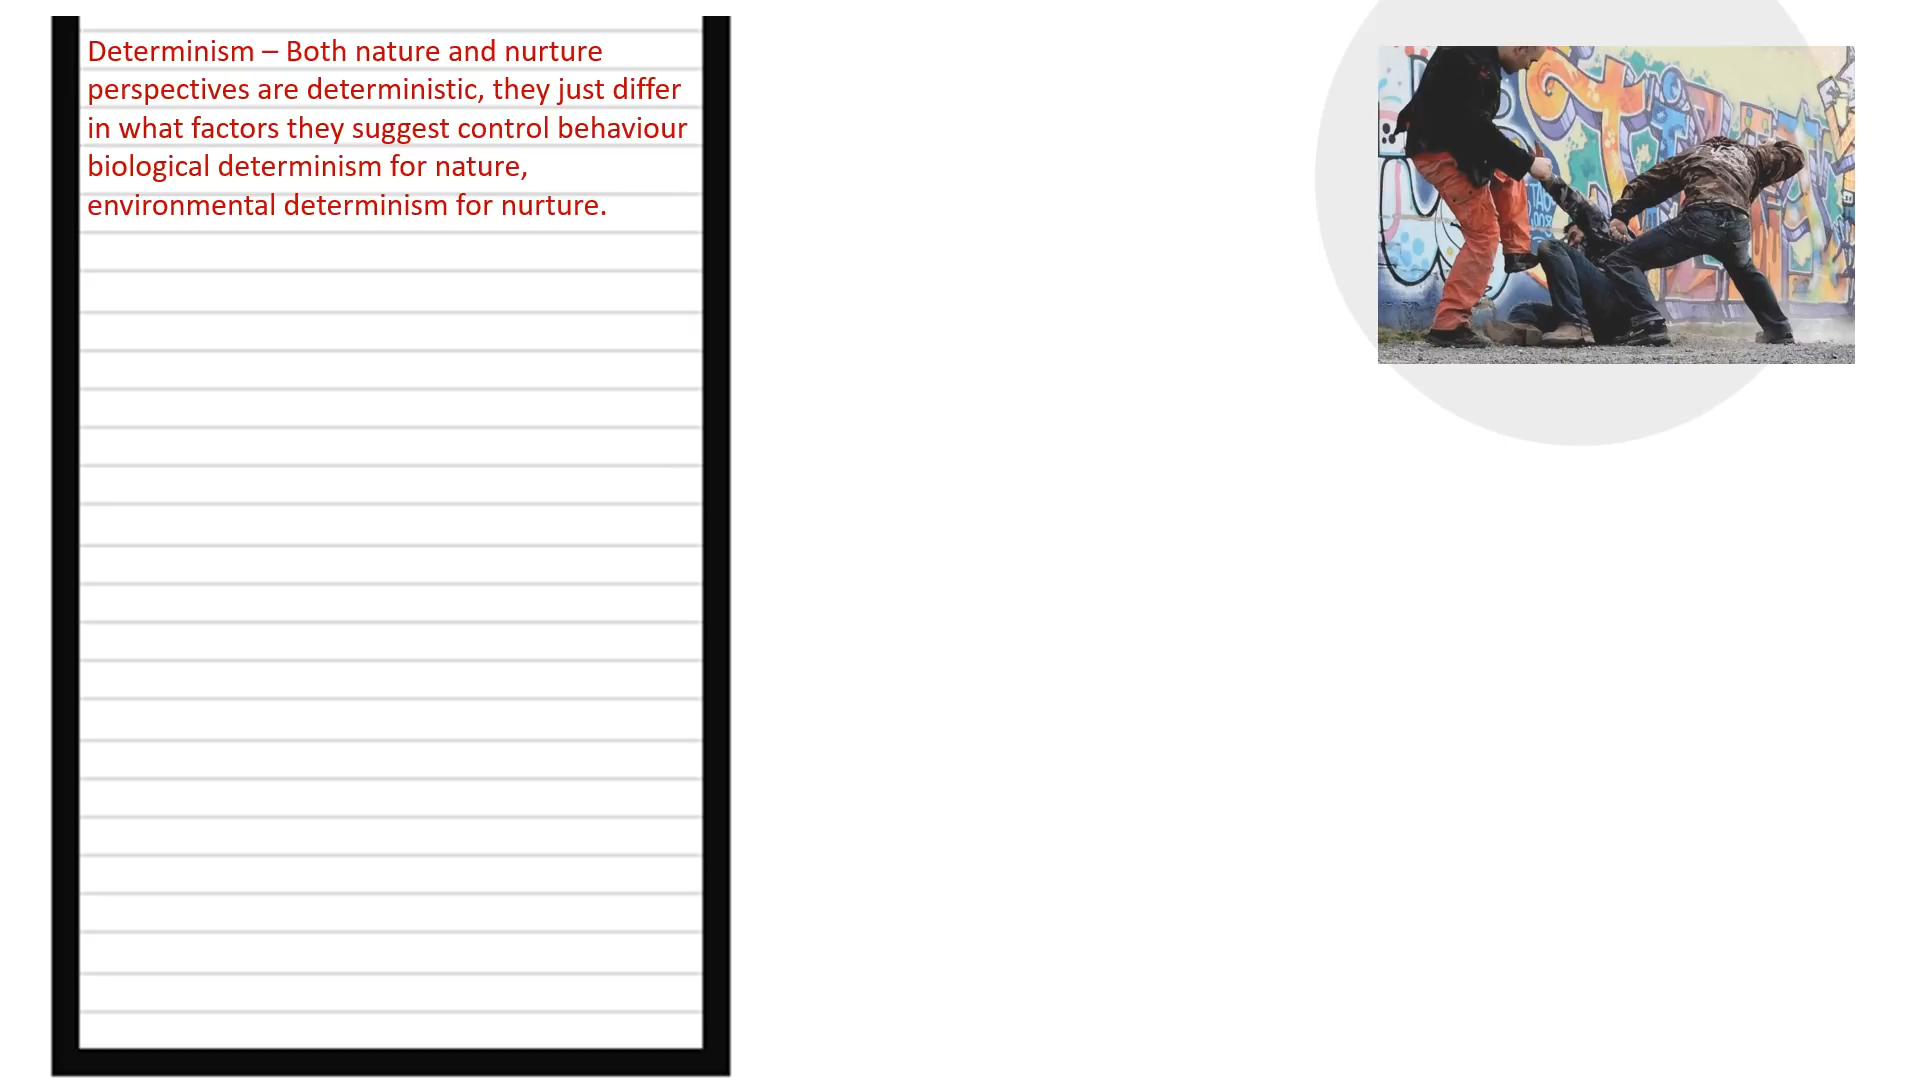 Determinism – Both nature and nurture
perspectives are deterministic, they just differ
in what factors they suggest control behaviour
biological determinism for nature,
environmental determinism for nurture.